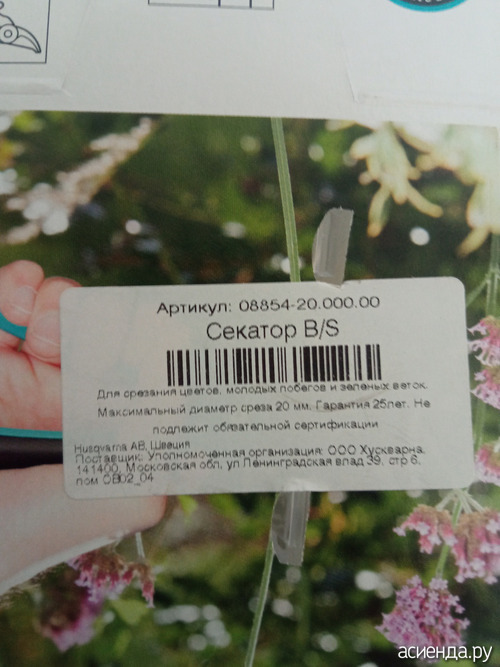 Артикул: 08854-20.000.00
Секатор B/S
Для срезания цветов, молодых побегов и зеленых веток.
Максимальный диаметр среза 20 мм. Гарантия 25лет. Не
подлежит обязательной сертификации
Husqvarna AB, Швеция
Поставщик: Уполномоченная организация: ООО Хускварна,
141400, Московская обл, ул Ленинградская влад 39, стр 6,
пом ОВ02_04
асиенда.ру